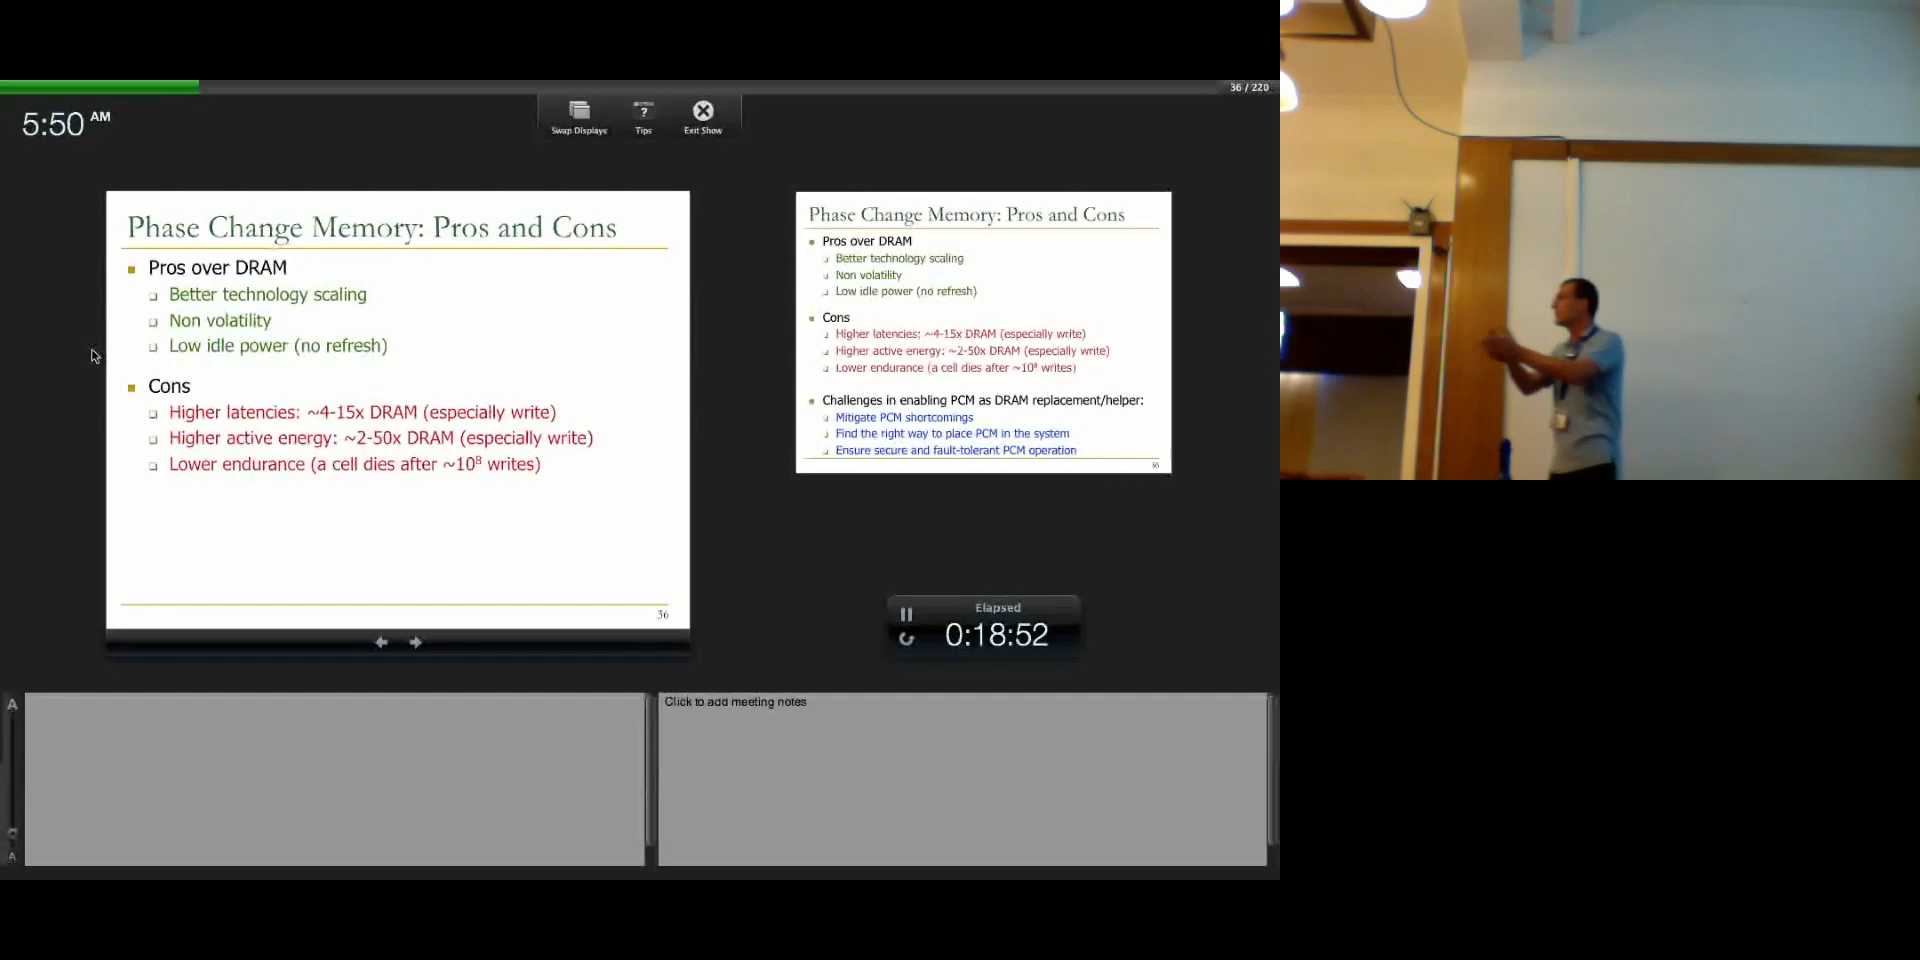 36 / 220
5:50 AM
Swap Displays
Tips
Exit Show
Phase Change Memory: Pros and Cons
Pros over DRAM
Better technology scaling
Non volatility
Low idle power (no refresh)
Cons
Higher latencies: ~4-15x DRAM (especially write)
Higher active energy: ~2-50x DRAM (especially write)
Lower endurance (a cell dies after ~10⁸ writes)
36
Phase Change Memory: Pros and Cons
Pros over DRAM
Better technology scaling
Non volatility
Low idle power (no refresh)
Cons
Higher latencies: ~4-15x DRAM (especially write)
Higher active energy: ~2-50x DRAM (especially write)
Lower endurance (a cell dies after ~10⁸ writes)
Challenges in enabling PCM as DRAM replacement/helper:
Mitigate PCM shortcomings
Find the right way to place PCM in the system
Ensure secure and fault-tolerant PCM operation
36
Elapsed
0:18:52
A
A
Click to add meeting notes